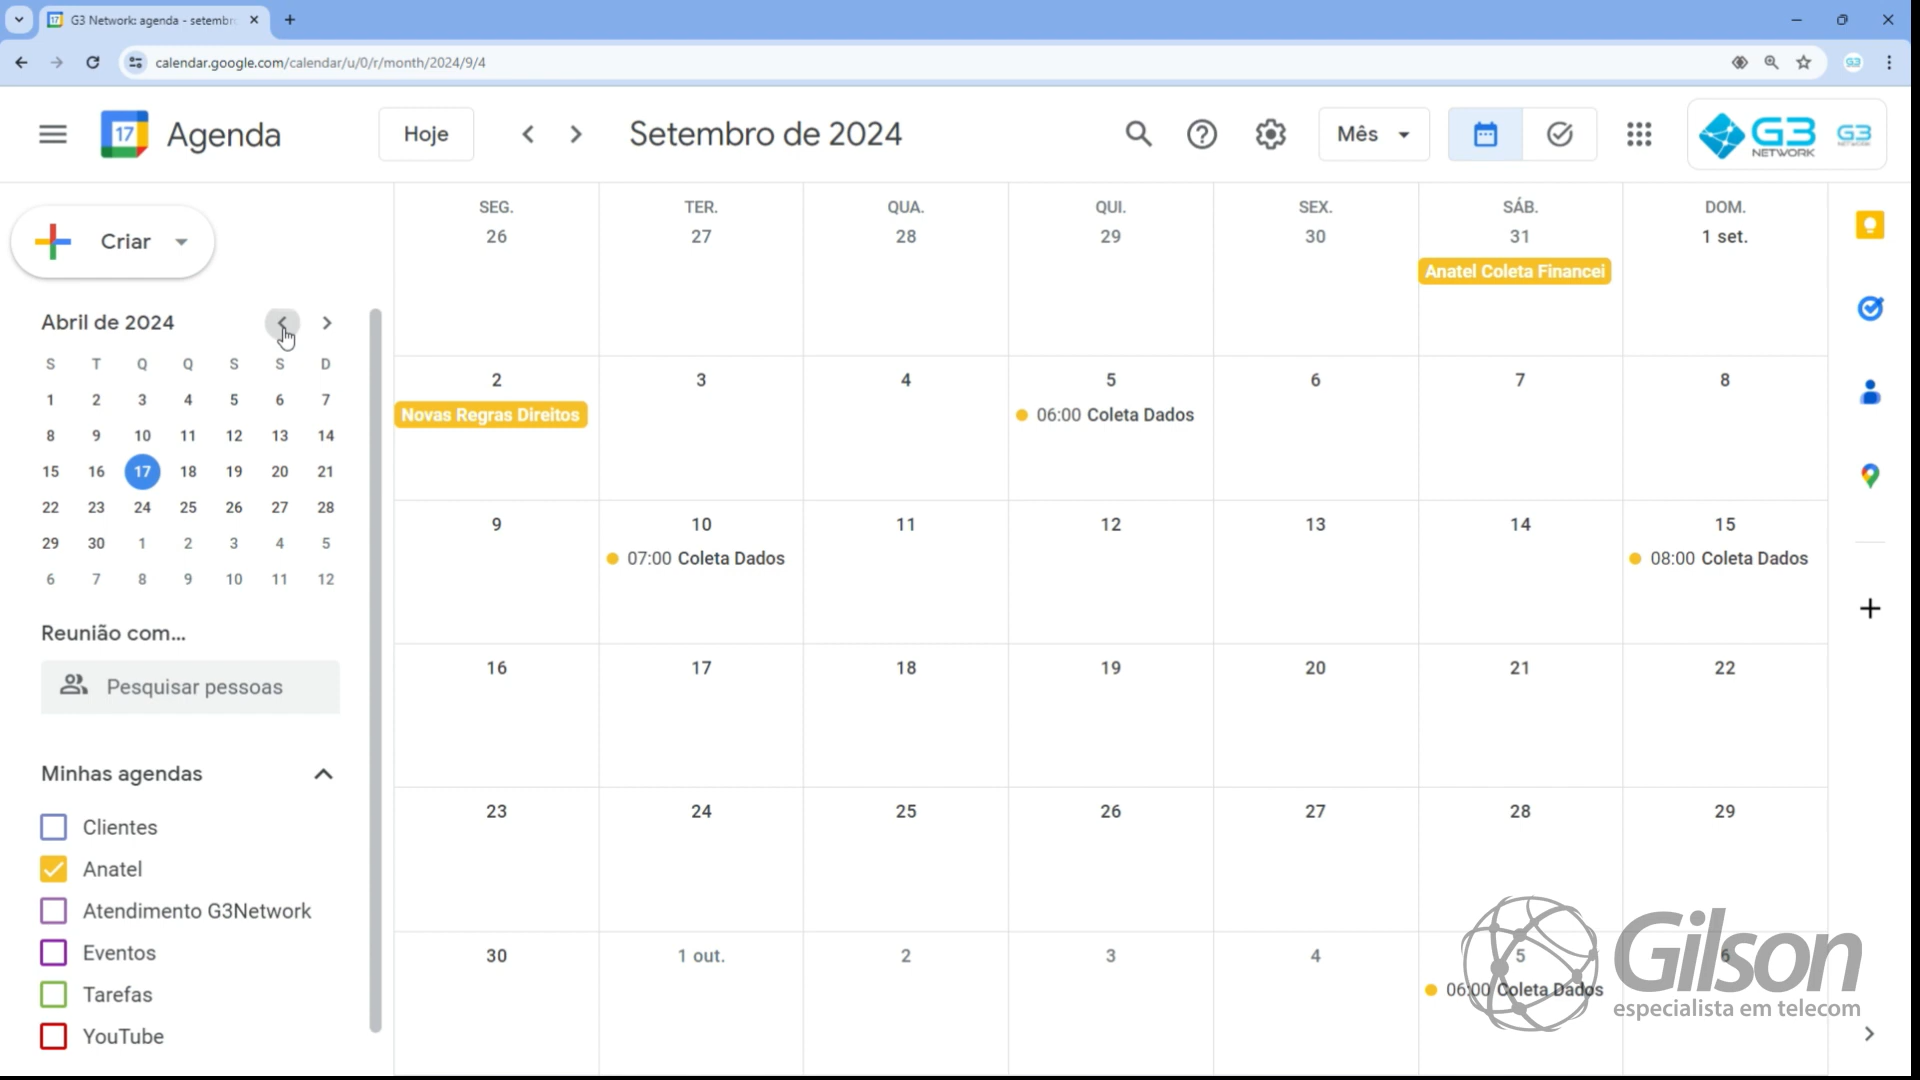 G3 Network: agenda - setembr
calendar.google.com/calendar/u/0/r/month/2024/9/4
17 Agenda
Hoje
Setembro de 2024
Mês
G3 NETWORK
G3 NETWORK
Criar
Abril de 2024
S T Q Q S S D
1 2 3 4 5 6 7
8 9 10 11 12 13 14
15 16 17 18 19 20 21
22 23 24 25 26 27 28
29 30 1 2 3 4 5
6 7 8 9 10 11 12
Reunião com...
Pesquisar pessoas
Minhas agendas
Clientes
Anatel
Atendimento G3Network
Eventos
Tarefas
YouTube
SEG. TER. QUA. QUI. SEX. SÁB. DOM.
26 27 28 29 30 31 1 set.
Anatel Coleta Financei
2 3 4 5 6 7 8
Novas Regras Direitos
06:00 Coleta Dados
9 10 11 12 13 14 15
07:00 Coleta Dados
08:00 Coleta Dados
16 17 18 19 20 21 22
23 24 25 26 27 28 29
30 1 out. 2 3 4 5 6
06:00 Coleta Dados
Gilson
especialista em telecom